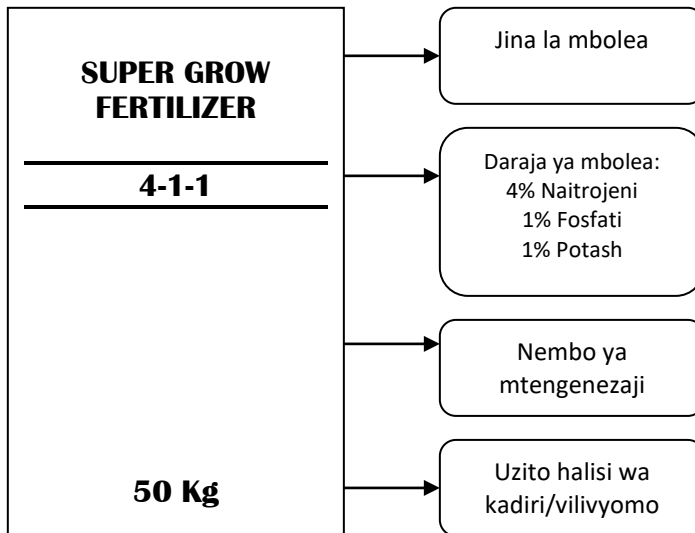 SUPER GROW
FERTILIZER
4-1-1
50 Kg
Jina la mbolea
Daraja ya mbolea:
4% Naitrojeni
1% Fosfati
1% Potash
Nembo ya
mtengenezaji
Uzito halisi wa
kadiri/vilivyomo